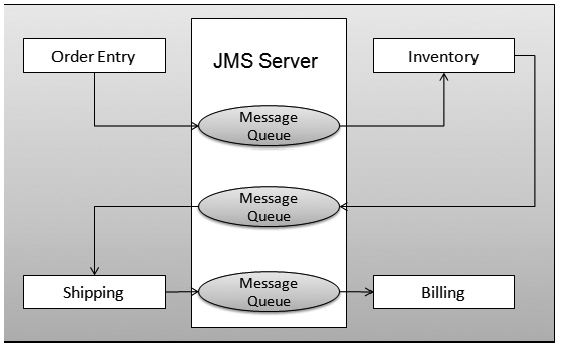 Order Entry
JMS Server
Inventory
Message
Queue
Message
Queue
Shipping
Message
Queue
Billing